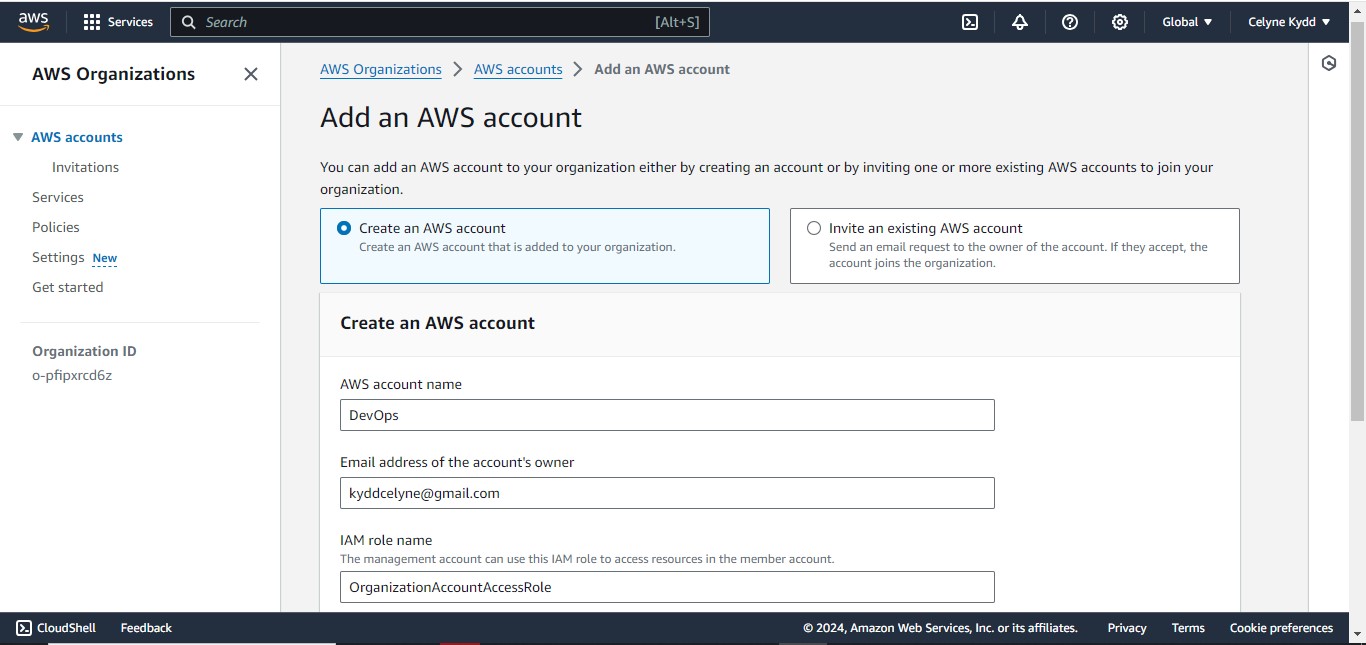 aws
Services
Search
[Alt+S]
Global
Celyne Kydd
AWS Organizations
AWS accounts
Invitations
Services
Policies
Settings New
Get started
Organization ID
o-pfipxrcd6z
AWS Organizations > AWS accounts > Add an AWS account
Add an AWS account
You can add an AWS account to your organization either by creating an account or by inviting one or more existing AWS accounts to join your
organization.
Create an AWS account
Create an AWS account that is added to your organization.
Invite an existing AWS account
Send an email request to the owner of the account. If they accept, the
account joins the organization.
Create an AWS account
AWS account name
DevOps
Email address of the account's owner
kyddcelyne@gmail.com
IAM role name
The management account can use this IAM role to access resources in the member account.
OrganizationAccountAccessRole
CloudShell
Feedback
© 2024, Amazon Web Services, Inc. or its affiliates.
Privacy
Terms
Cookie preferences